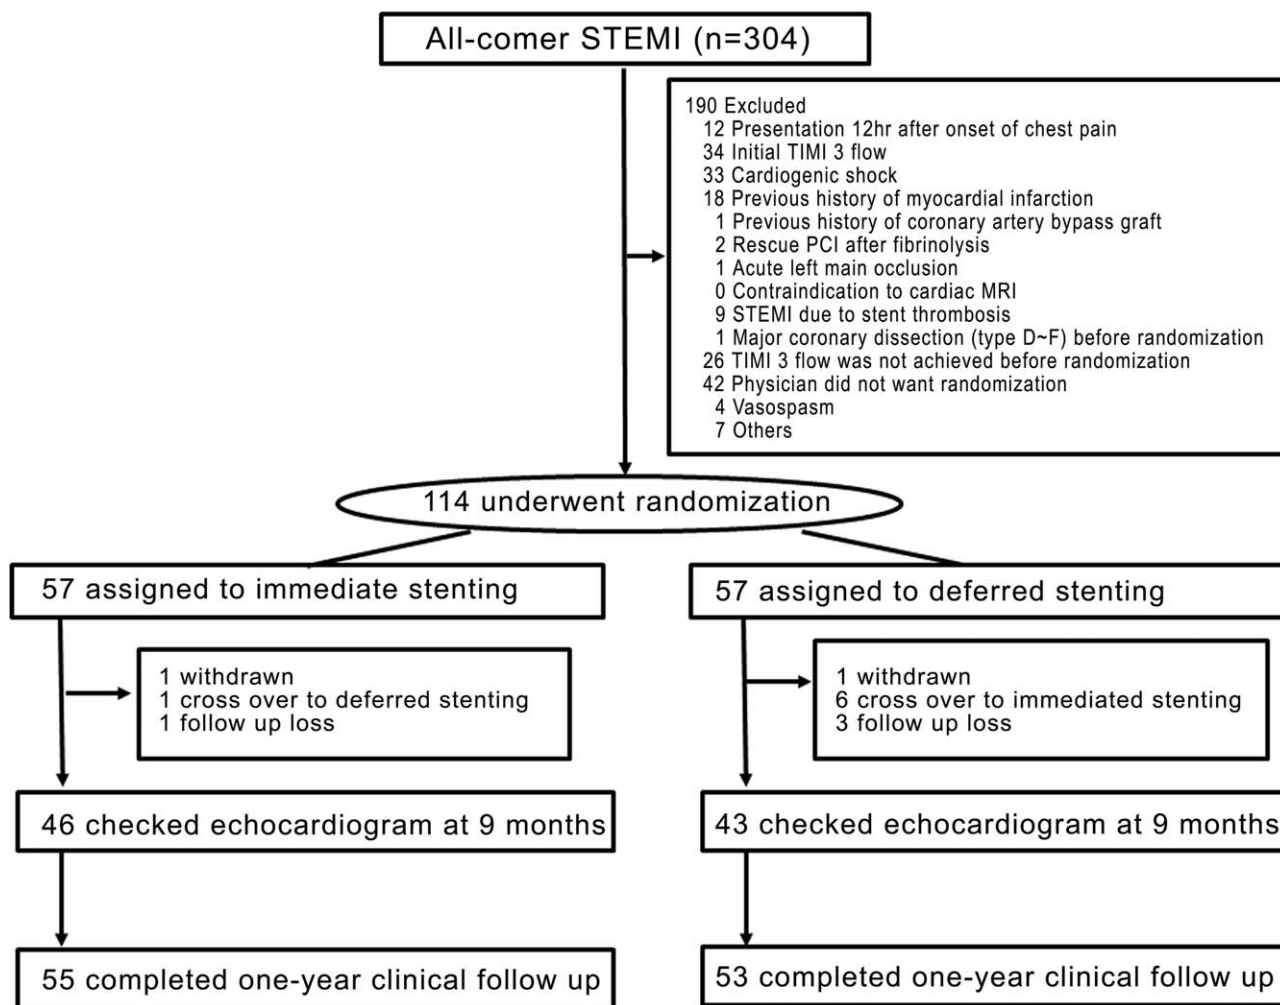 All-comer STEMI (n=304)
190 Excluded
12 Presentation 12hr after onset of chest pain
34 Initial TIMI 3 flow
33 Cardiogenic shock
18 Previous history of myocardial infarction
1 Previous history of coronary artery bypass graft
2 Rescue PCI after fibrinolysis
1 Acute left main occlusion
0 Contraindication to cardiac MRI
9 STEMI due to stent thrombosis
1 Major coronary dissection (type D~F) before randomization
26 TIMI 3 flow was not achieved before randomization
42 Physician did not want randomization
4 Vasospasm
7 Others
114 underwent randomization
57 assigned to immediate stenting
1 withdrawn
1 cross over to deferred stenting
1 follow up loss
46 checked echocardiogram at 9 months
55 completed one-year clinical follow up
57 assigned to deferred stenting
1 withdrawn
6 cross over to immediated stenting
3 follow up loss
43 checked echocardiogram at 9 months
53 completed one-year clinical follow up